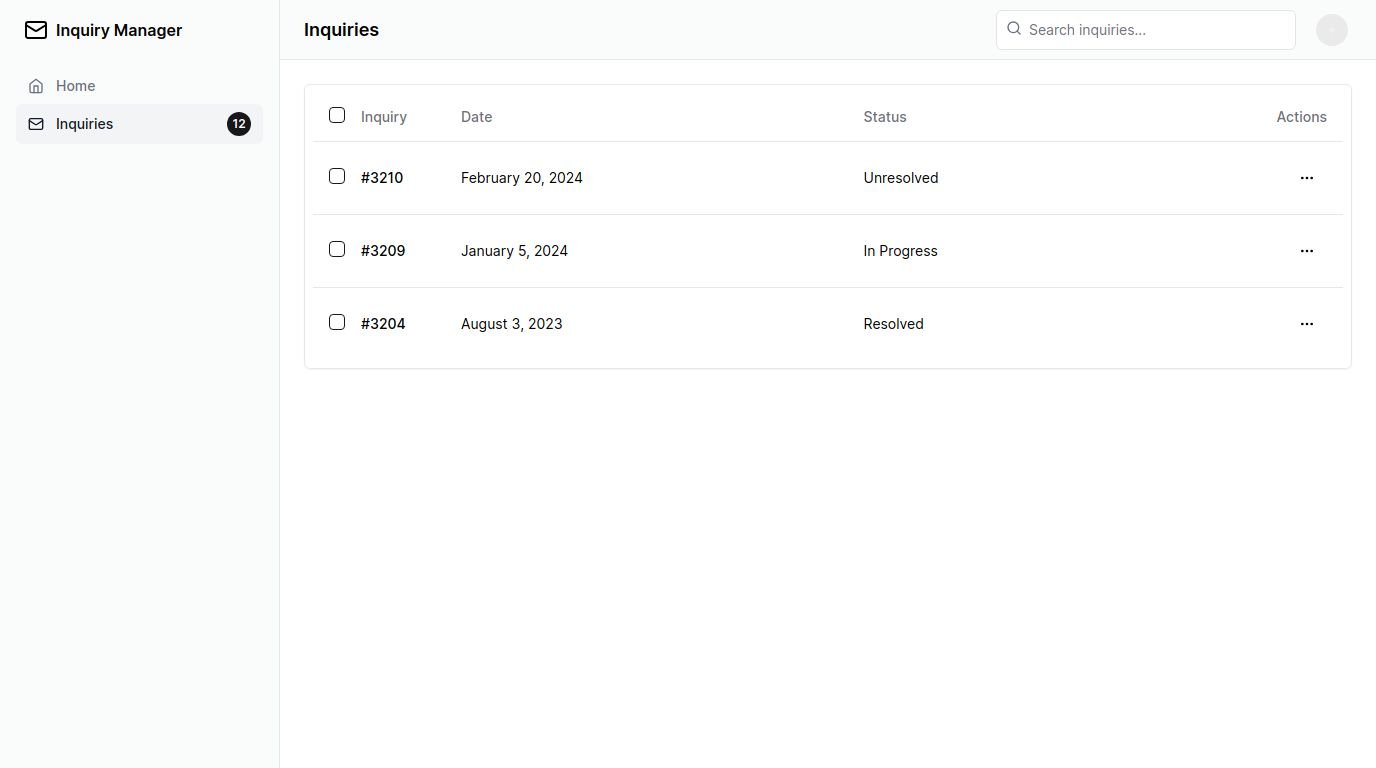 Inquiry Manager
Home
Inquiries 12
Inquiries
Search inquiries...
Inquiry Date Status Actions
#3210 February 20, 2024 Unresolved
#3209 January 5, 2024 In Progress
#3204 August 3, 2023 Resolved